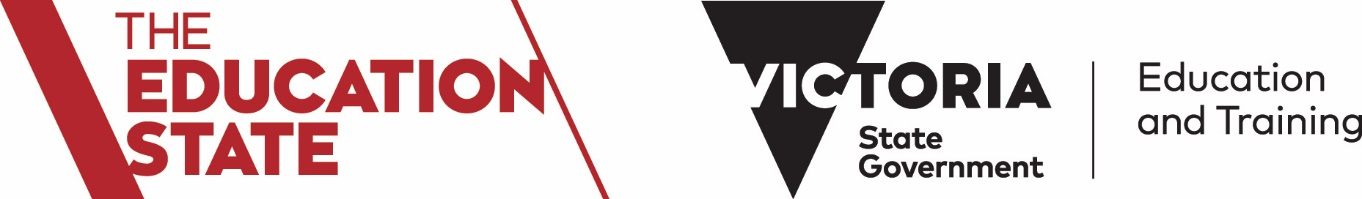 THE
EDUCATION
STATE
VICTORIA
State
Government
Education
and Training